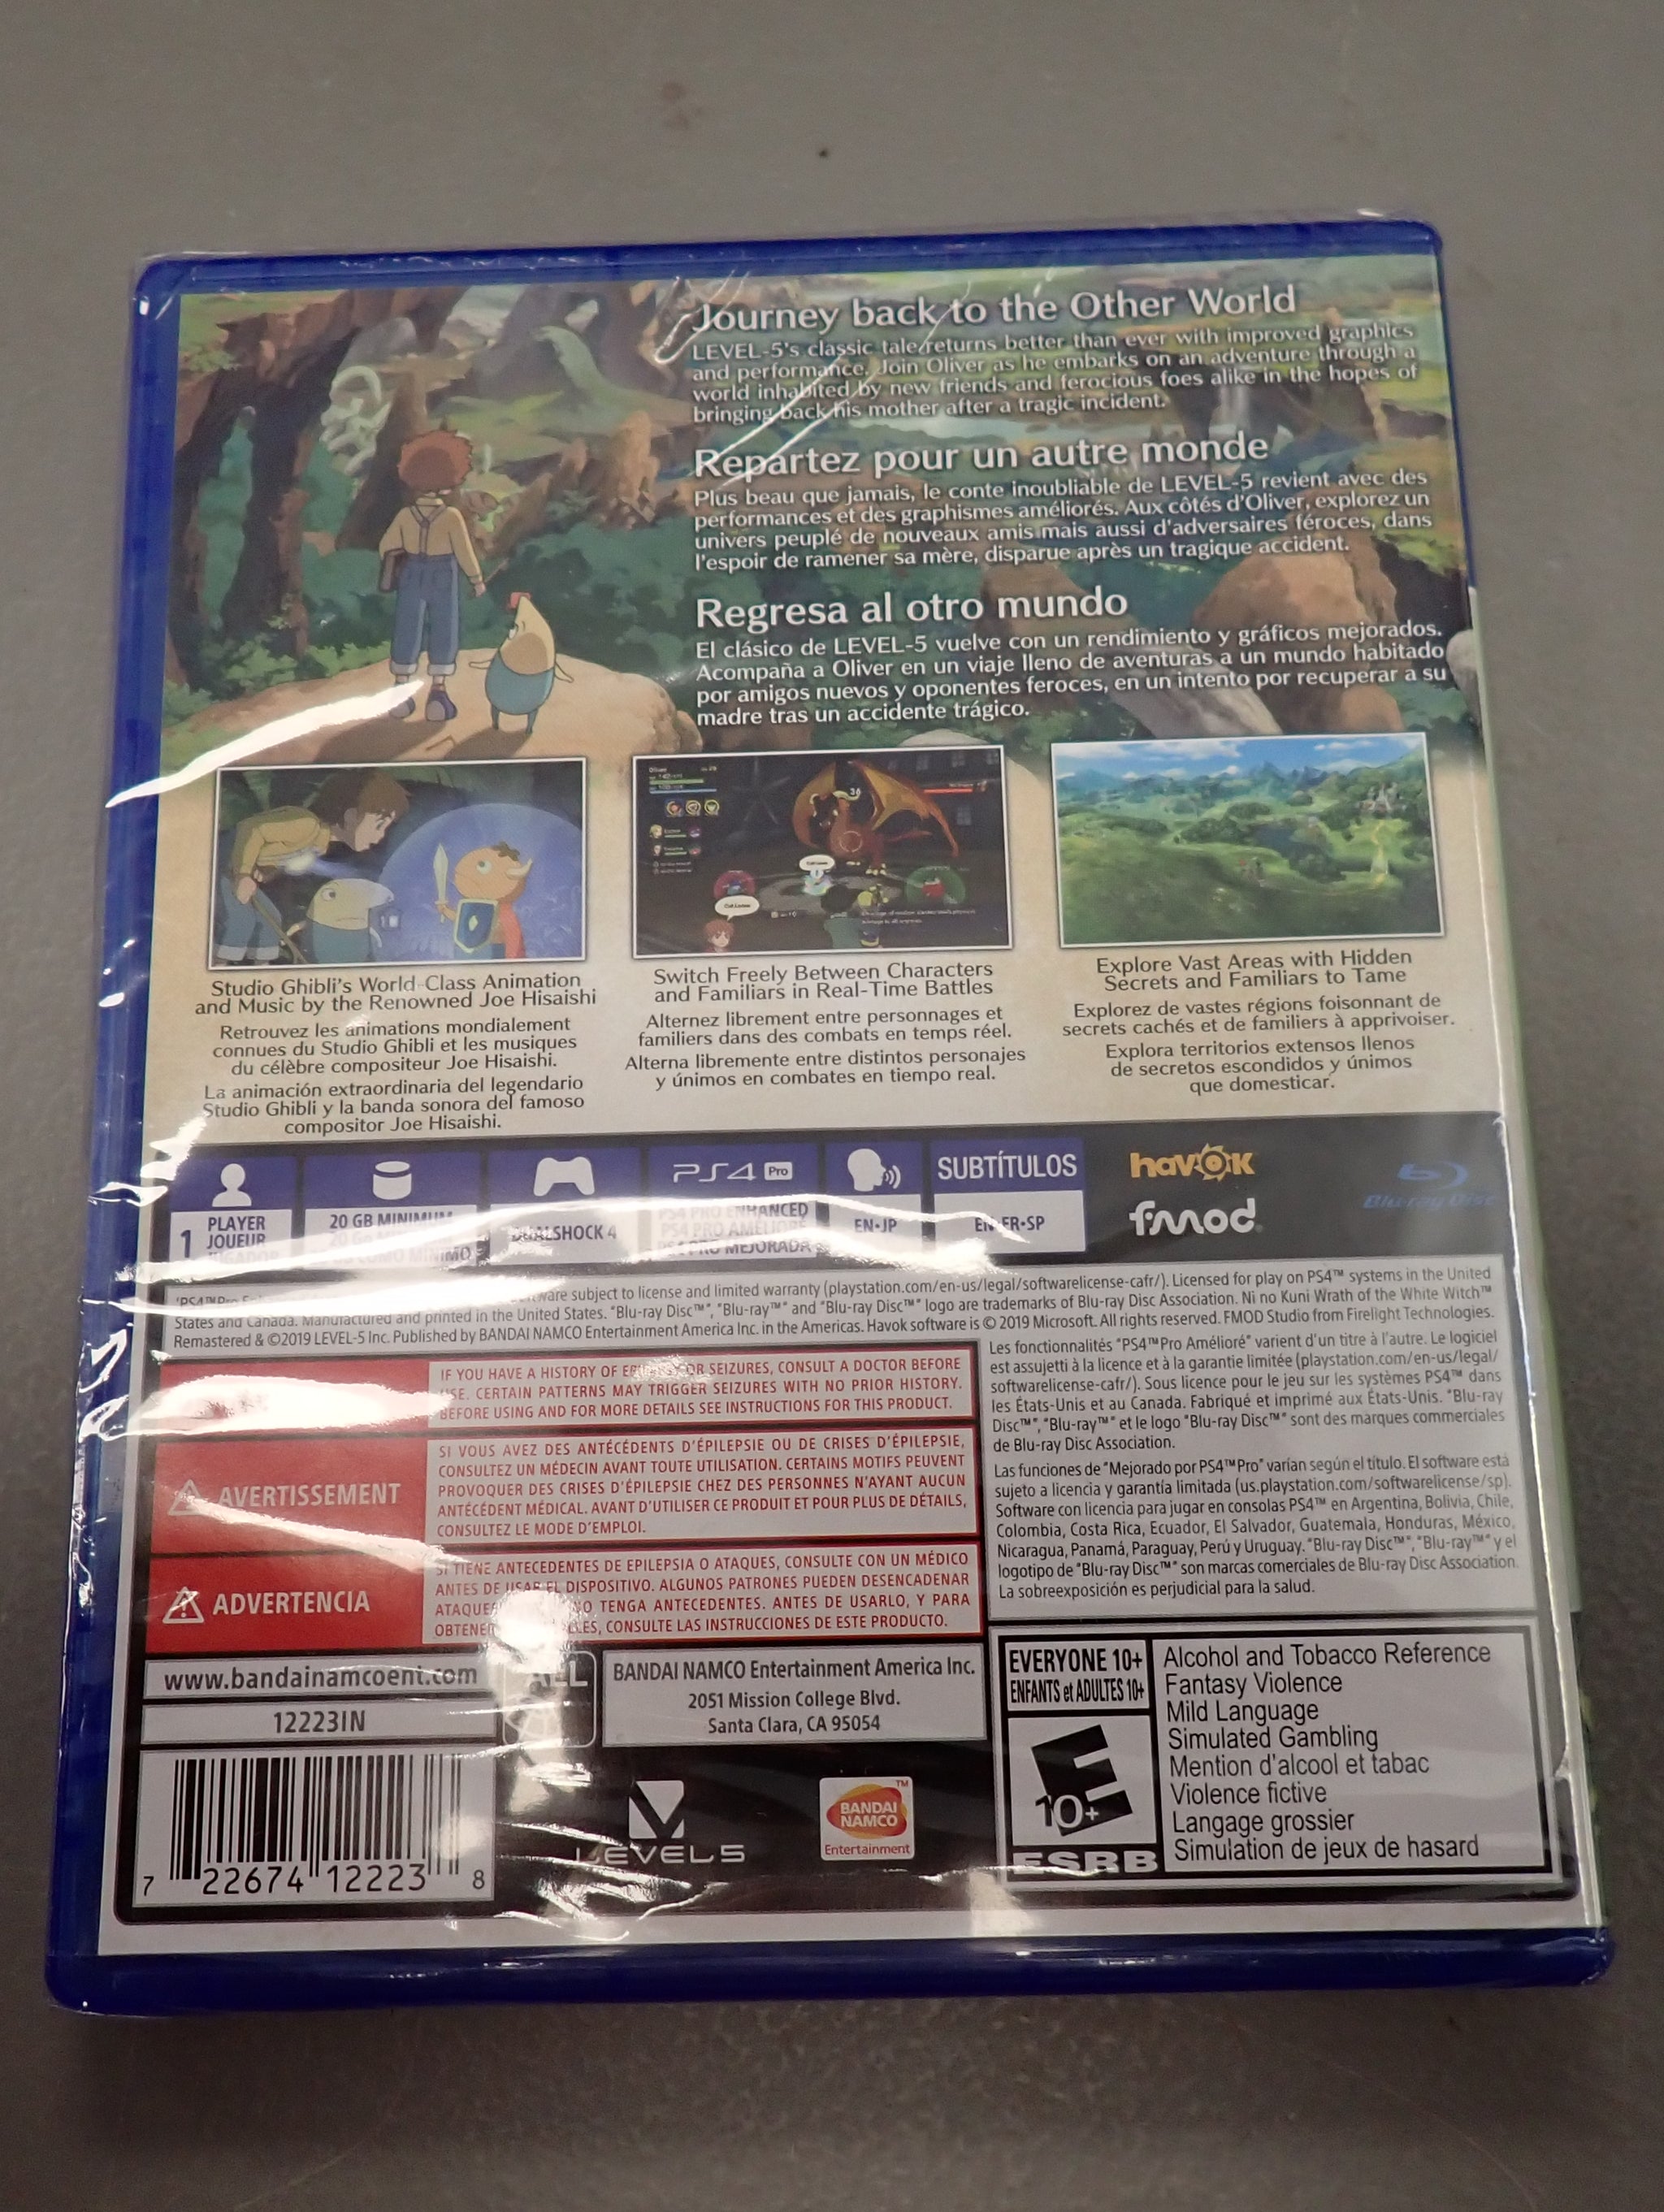 Journey back to the Other World
LEVEL-5's classic tale returns better than ever with improved graphics
and performance. Join Oliver as he embarks on an adventure through a
world inhabited by new friends and ferocious foes alike in the hopes of
bringing back his mother after a tragic incident.
Repartez pour un autre monde
Plus beau que jamais, le conte inoubliable de LEVEL-5 revient avec des
performances et des graphismes améliorés. Aux côtés d'Oliver, explorez un
univers peuplé de nouveaux amis mais aussi d'adversaires féroces, dans
l'espoir de ramener sa mère, disparue après un tragique accident.
Regresa al otro mundo
El clásico de LEVEL-5 vuelve con un rendimiento y gráficos mejorados.
Acompaña a Oliver en un viaje lleno de aventuras a un mundo habitado
por amigos nuevos y oponentes feroces, en un intento por recuperar a su
madre tras un accidente trágico.
36
Studio Ghibli's World-Class Animation
and Music by the Renowned Joe Hisaishi
Retrouvez les animations mondialement
connues du Studio Ghibli et les musiques
du célèbre compositeur Joe Hisaishi.
La animación extraordinaria del legendario
Studio Ghibli y la banda sonora del famoso
compositor Joe Hisaishi.
Switch Freely Between Characters
and Familiars in Real-Time Battles
Alternez librement entre personnages et
familiers dans des combats en temps réel.
Alterna libremente entre distintos personajes
y únimos en combates en tiempo real.
Explore Vast Areas with Hidden
Secrets and Familiars to Tame
Explorez de vastes régions foisonnant de
secrets cachés et de familiers à apprivoiser.
Explora territorios extensos llenos
de secretos escondidos y únimos
que domesticar.
1 PLAYER
JOUEUR
JUGADOR
20 GB MINIMUM
MÍNIMO
DUALSHOCK 4
PS4 Pro
PS4 PRO ENHANCED
PS4 PRO AMÉLIORÉ
PS4 PRO MEJORADA
EN•JP
SUBTÍTULOS
EN•FR•SP
havok
fmod
Blu-ray Disc
software subject to license and limited warranty (playstation.com/en-us/legal/softwarelicense-cafr/). Licensed for play on PS4™ systems in the United
States and Canada. Manufactured and printed in the United States. "Blu-ray Disc™", "Blu-ray™" and "Blu-ray Disc™" logo are trademarks of Blu-ray Disc Association. Ni no Kuni Wrath of the White Witch™
Remastered & ©2019 LEVEL-5 Inc. Published by BANDAI NAMCO Entertainment America Inc. in the Americas. Havok software is © 2019 Microsoft. All rights reserved. FMOD Studio from Firelight Technologies.
IF YOU HAVE A HISTORY OF EPILEPSY OR SEIZURES, CONSULT A DOCTOR BEFORE
USE. CERTAIN PATTERNS MAY TRIGGER SEIZURES WITH NO PRIOR HISTORY.
BEFORE USING AND FOR MORE DETAILS SEE INSTRUCTIONS FOR THIS PRODUCT.
AVERTISSEMENT
SI VOUS AVEZ DES ANTÉCÉDENTS D'ÉPILEPSIE OU DE CRISES D'ÉPILEPSIE,
CONSULTEZ UN MÉDECIN AVANT TOUTE UTILISATION. CERTAINS MOTIFS PEUVENT
PROVOQUER DES CRISES D'ÉPILEPSIE CHEZ DES PERSONNES N'AYANT AUCUN
ANTÉCÉDENT MÉDICAL. AVANT D'UTILISER CE PRODUIT ET POUR PLUS DE DÉTAILS,
CONSULTEZ LE MODE D'EMPLOI.
ADVERTENCIA
SI TIENE ANTECEDENTES DE EPILEPSIA O ATAQUES, CONSULTE CON UN MÉDICO
ANTES DE USAR EL DISPOSITIVO. ALGUNOS PATRONES PUEDEN DESENCADENAR
NO TENGA ANTECEDENTES. ANTES DE USARLO, Y PARA
CONSULTE LAS INSTRUCCIONES DE ESTE PRODUCTO.
Les fonctionnalités "PS4™Pro Amélioré" varient d'un titre à l'autre. Le logiciel
est assujetti à la licence et à la garantie limitée (playstation.com/en-us/legal/
softwarelicense-cafr/). Sous licence pour le jeu sur les systèmes PS4™ dans
les États-Unis et au Canada. Fabriqué et imprimé aux États-Unis. "Blu-ray
Disc™", "Blu-ray™" et le logo "Blu-ray Disc™" sont des marques commerciales
de Blu-ray Disc Association.
Las funciones de "Mejorado por PS4™Pro" varían según el título. El software está
sujeto a licencia y garantía limitada (us.playstation.com/softwarelicense/sp).
Software con licencia para jugar en consolas PS4™ en Argentina, Bolivia, Chile,
Colombia, Costa Rica, Ecuador, El Salvador, Guatemala, Honduras, México,
Nicaragua, Panamá, Paraguay, Perú y Uruguay. "Blu-ray Disc™", "Blu-ray™" y el
logotipo de "Blu-ray Disc™" son marcas comerciales de Blu-ray Disc Association.
La sobreexposición es perjudicial para la salud.
www.bandainamcoent.com
12223IN
BANDAI NAMCO Entertainment America Inc.
2051 Mission College Blvd.
Santa Clara, CA 95054
7 22674 12223 8
LEVEL5
BANDAI
NAMCO
Entertainment
TM
EVERYONE 10+
ENFANTS et ADULTES 10+
E
10+
ESRB
Alcohol and Tobacco Reference
Fantasy Violence
Mild Language
Simulated Gambling
Mention d'alcool et tabac
Violence fictive
Langage grossier
Simulation de jeux de hasard